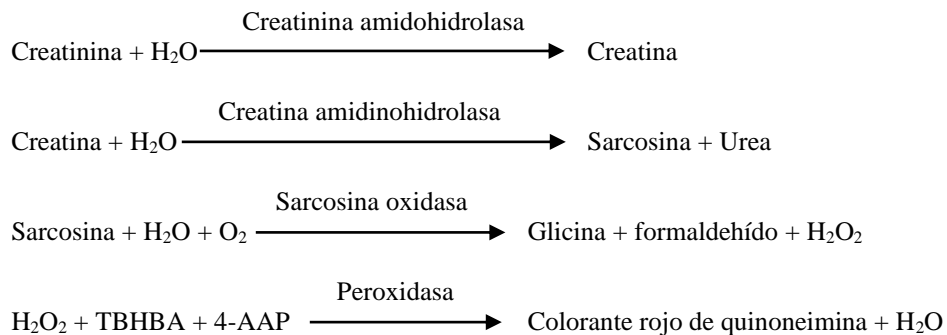 Creatinina amidohidrolasa
Creatinina + H₂O Creatina
Creatina amidinohidrolasa
Creatina + H₂O Sarcosina + Urea
Sarcosina oxidasa
Sarcosina + H₂O + O₂ Glicina + formaldehído + H₂O₂
Peroxidasa
H₂O₂ + TBHBA + 4-AAP Colorante rojo de quinoneimina + H₂O